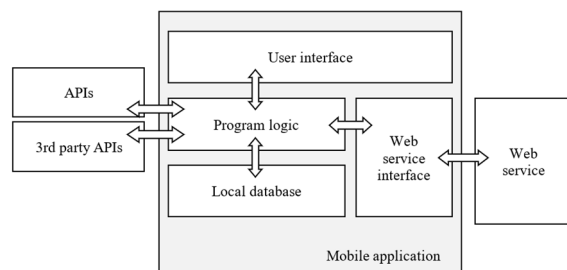 User interface
APIs
3rd party APIs
Program logic
Local database
Web
service
interface
Web
service
Mobile application